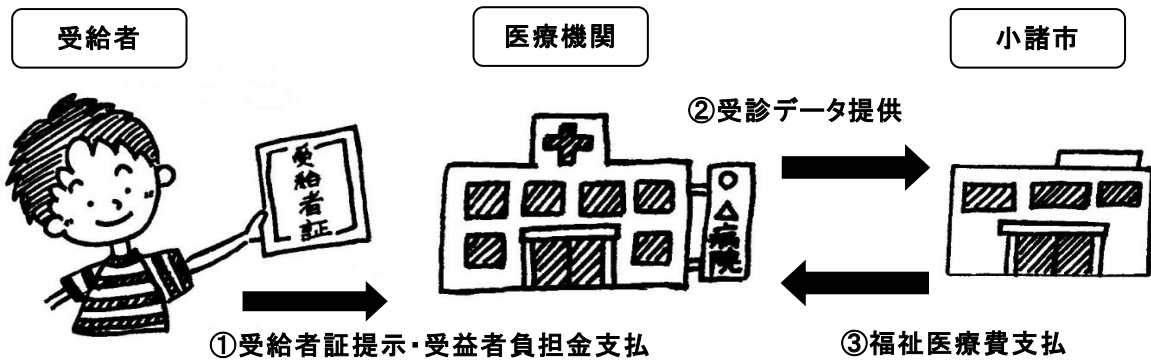 受給者
医療機関
小諸市
②受診データ提供
受給者証
○△病院
①受給者証提示・受益者負担金支払
③福祉医療費支払